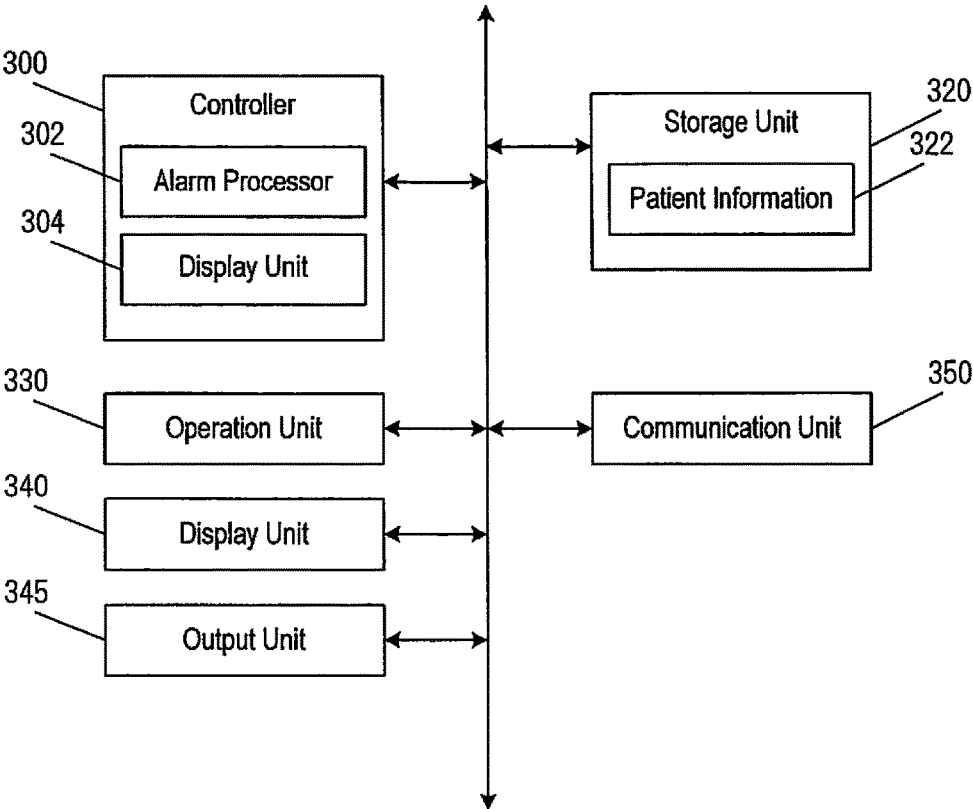 300
Controller
302
Alarm Processor
304
Display Unit
320
Storage Unit
322
Patient Information
330
Operation Unit
350
Communication Unit
340
Display Unit
345
Output Unit